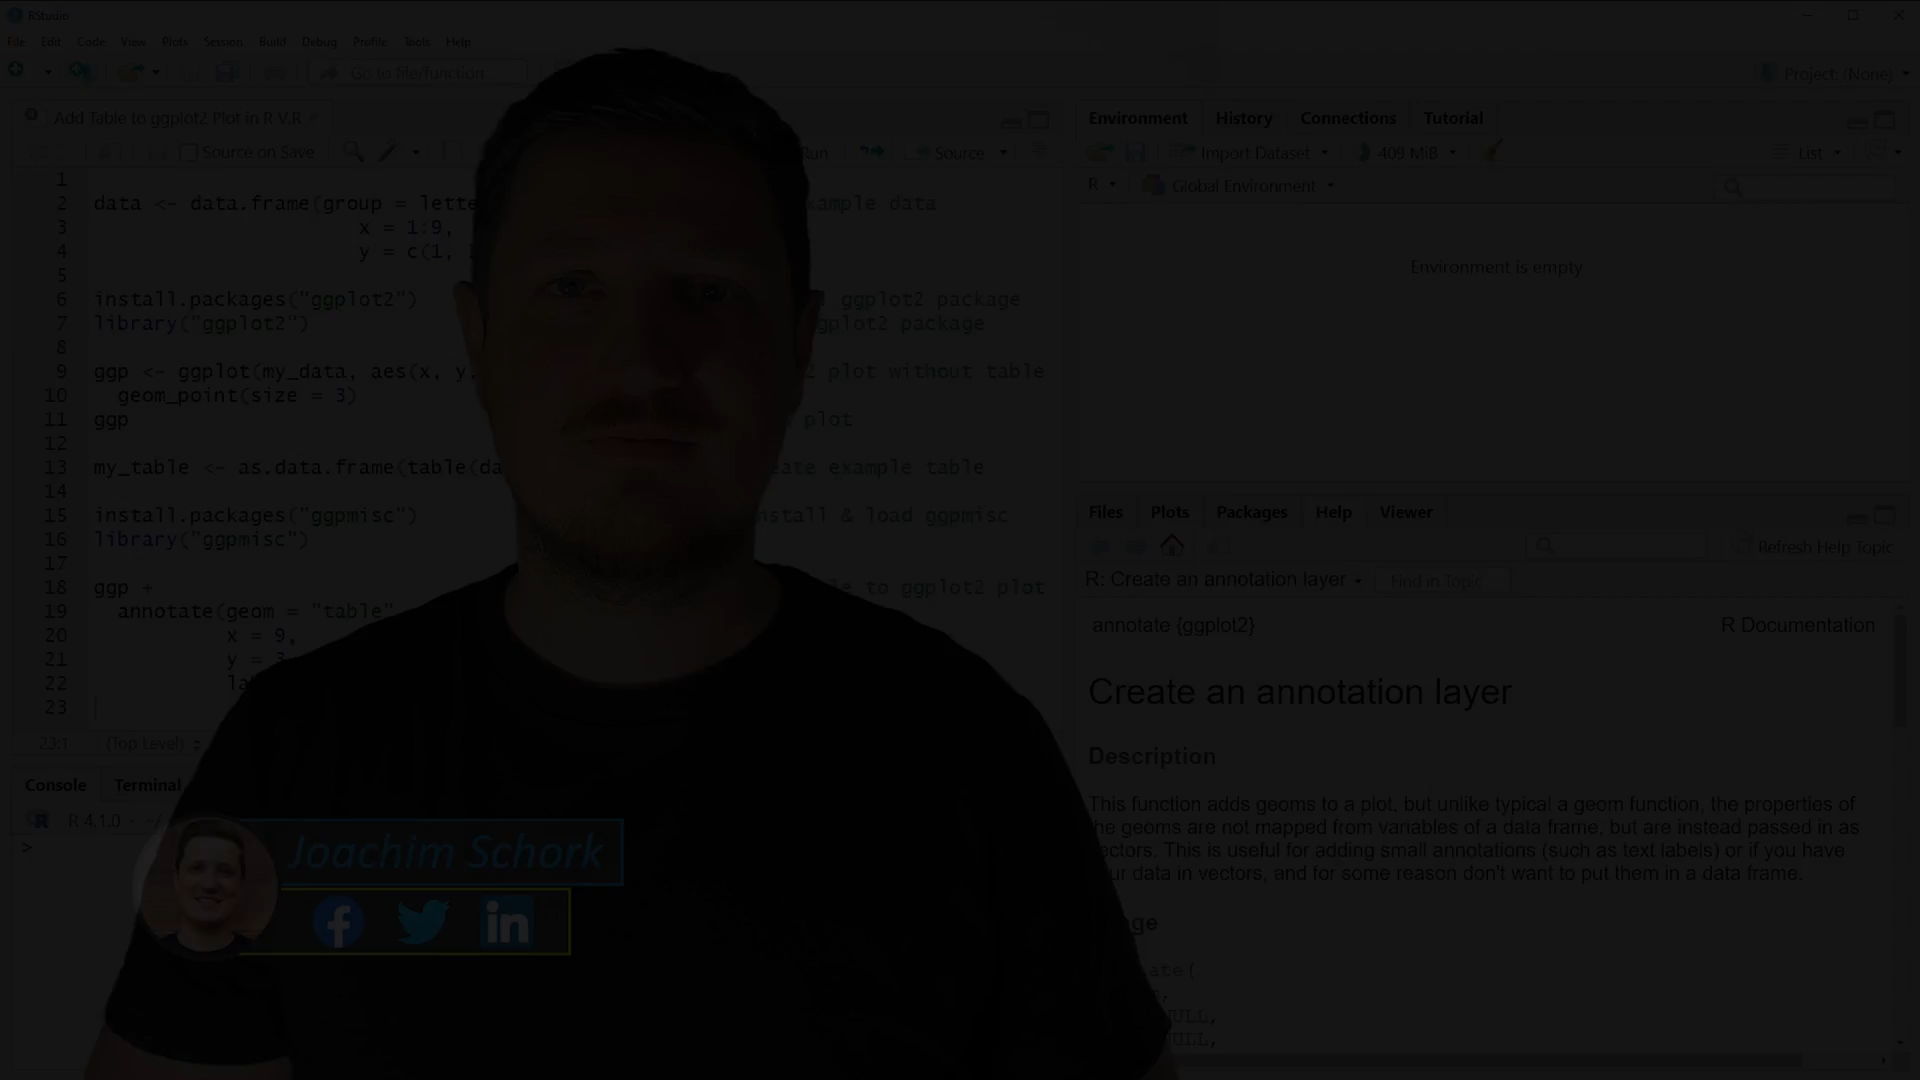 RStudio
File Edit Code View Plots Session Build Debug Profile Tools Help
Go to file/function
Project: (None)
Add Table to ggplot2 Plot in R V.R
Source on Save
Run
Source
1
2 data <- data.frame(group = lette
ample data
3 x = 1:9,
4 y = c(1,
5
6 install.packages("ggplot2")
ggplot2 package
7 library("ggplot2")
gplot2 package
8
9 ggp <- ggplot(my_data, aes(x, y
plot without table
10 geom_point(size = 3)
11 ggp
plot
12
13 my_table <- as.data.frame(table(da
eate example table
14
15 install.packages("ggpmisc")
nstall & load ggpmisc
16 library("ggpmisc")
17
18 ggp +
le to ggplot2 plot
19 annotate(geom = "table"
20 x = 9,
21 y = 3
22 la
23
23:1 (Top Level)
Console Terminal
R 4.1.0 · ~/
>
Joachim Schork
Environment History Connections Tutorial
Import Dataset 409 MiB List
R Global Environment
Environment is empty
Files Plots Packages Help Viewer
Refresh Help Topic
R: Create an annotation layer Find in Topic
annotate {ggplot2} R Documentation
Create an annotation layer
Description
This function adds geoms to a plot, but unlike typical a geom function, the properties of
he geoms are not mapped from variables of a data frame, but are instead passed in as
ectors. This is useful for adding small annotations (such as text labels) or if you have
ur data in vectors, and for some reason don't want to put them in a data frame.
ge
ate(
ULL,
ULL,